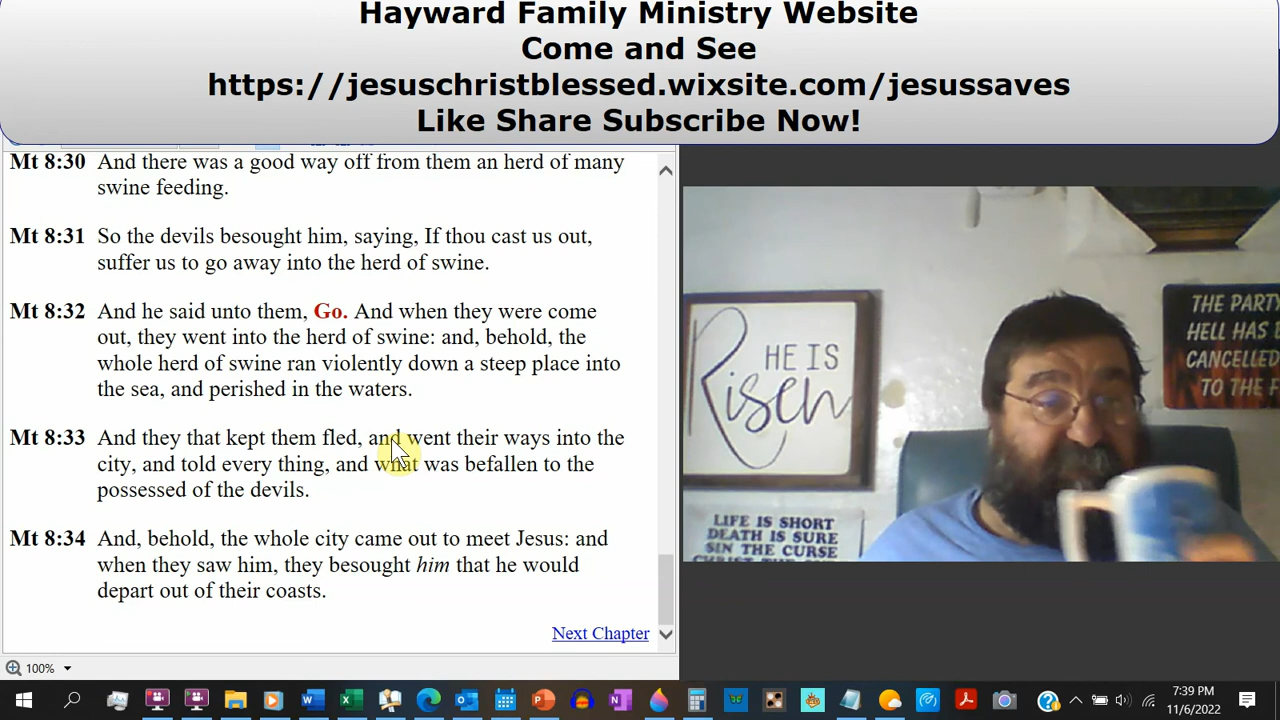 Hayward Family Ministry Website
Come and See
https://jesuschristblessed.wixsite.com/jesussaves
Like Share Subscribe Now!
Mt 8:30 And there was a good way off from them an herd of many
swine feeding.
Mt 8:31 So the devils besought him, saying, If thou cast us out,
suffer us to go away into the herd of swine.
Mt 8:32 And he said unto them, Go. And when they were come
out, they went into the herd of swine: and, behold, the
whole herd of swine ran violently down a steep place into
the sea, and perished in the waters.
Mt 8:33 And they that kept them fled, and went their ways into the
city, and told every thing, and what was befallen to the
possessed of the devils.
Mt 8:34 And, behold, the whole city came out to meet Jesus: and
when they saw him, they besought him that he would
depart out of their coasts.
Next Chapter
100%
HE IS
Risen
THE PARTY
HELL HAS
CANCELLED
TO THE F
LIFE IS SHORT
DEATH IS SURE
SIN THE CURSE
7:39 PM
11/6/2022